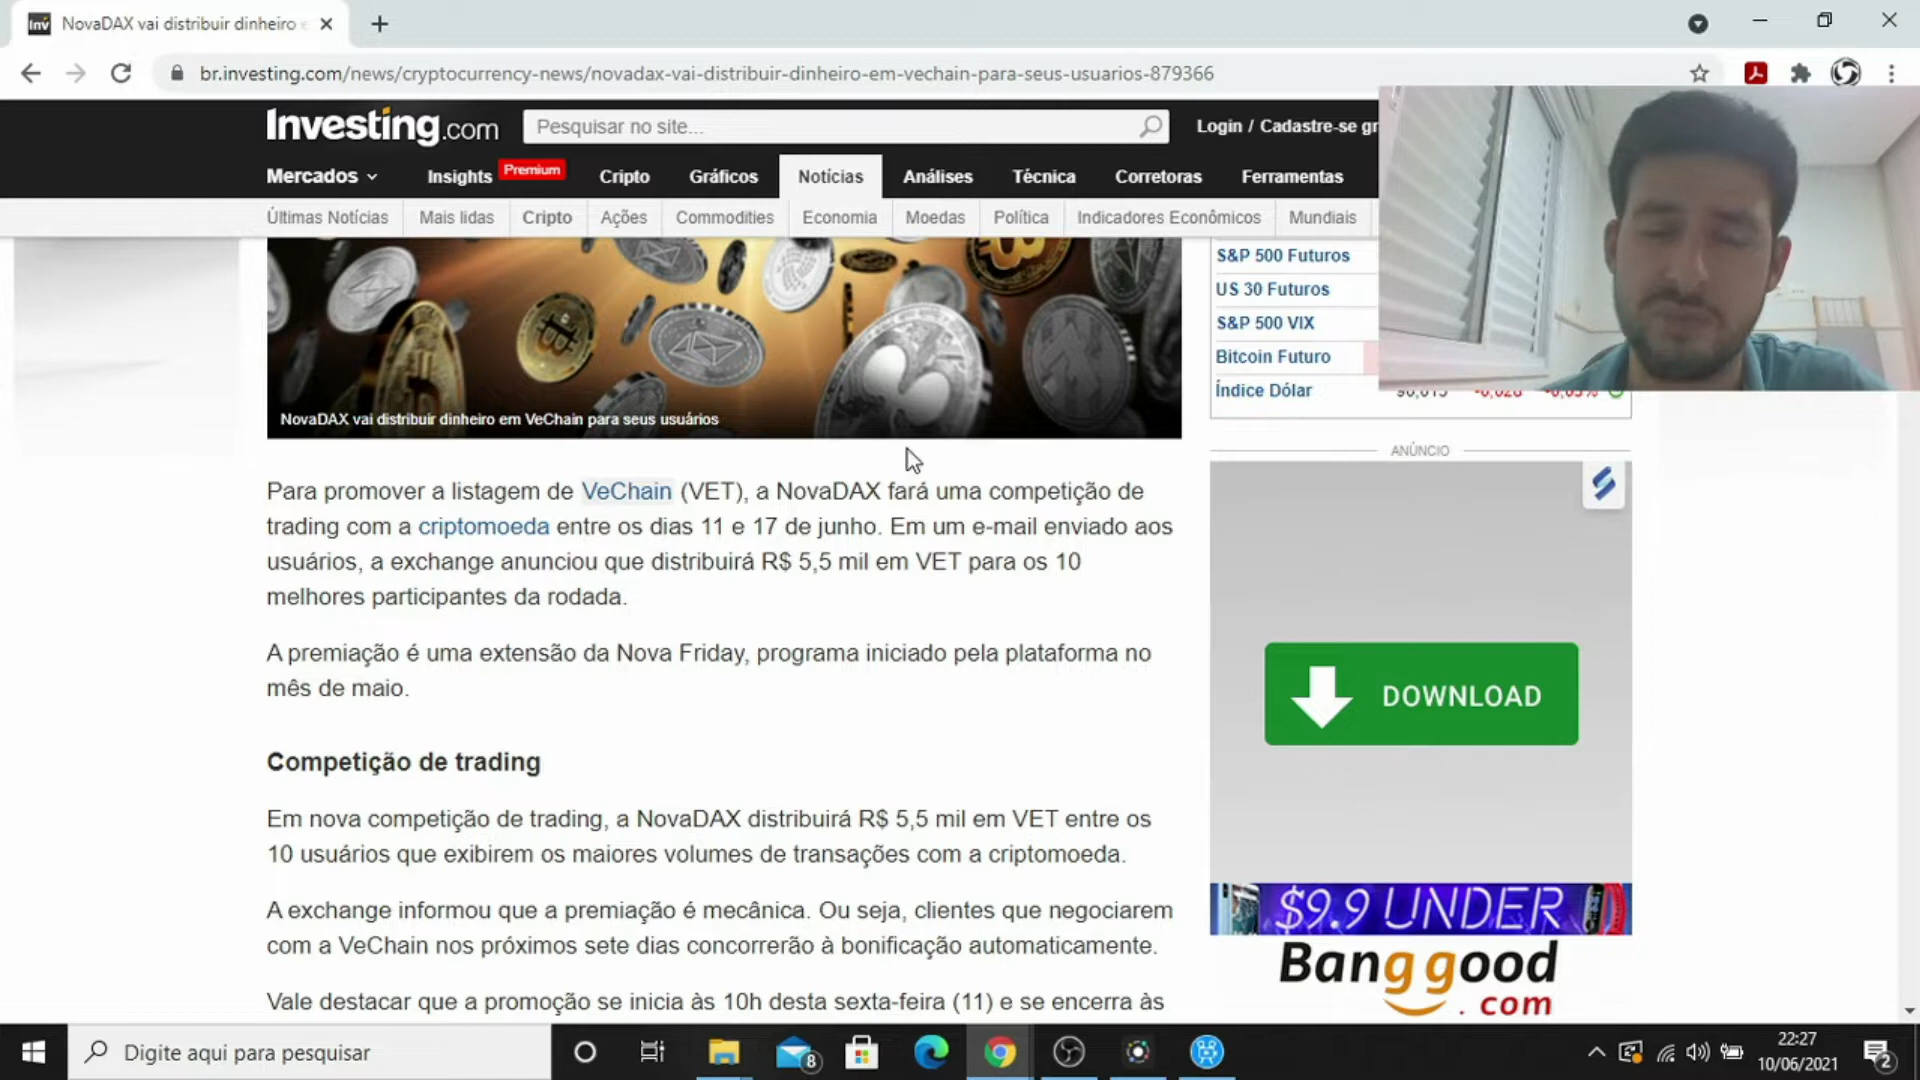 NovaDAX vai distribuir dinheiro e
br.investing.com/news/cryptocurrency-news/novadax-vai-distribuir-dinheiro-em-vechain-para-seus-usuarios-879366
Investing.com
Pesquisar no site...
Login / Cadastre-se gr
Mercados
Insights
Premium
Cripto
Gráficos
Notícias
Análises
Técnica
Corretoras
Ferramentas
Últimas Notícias
Mais lidas
Cripto
Ações
Commodities
Economia
Moedas
Política
Indicadores Econômicos
Mundiais
S&P 500 Futuros
US 30 Futuros
S&P 500 VIX
Bitcoin Futuro
Índice Dólar
NovaDAX vai distribuir dinheiro em VeChain para seus usuários
Para promover a listagem de VeChain (VET), a NovaDAX fará uma competição de
trading com a criptomoeda entre os dias 11 e 17 de junho. Em um e-mail enviado aos
usuários, a exchange anunciou que distribuirá R$ 5,5 mil em VET para os 10
melhores participantes da rodada.
A premiação é uma extensão da Nova Friday, programa iniciado pela plataforma no
mês de maio.
Competição de trading
Em nova competição de trading, a NovaDAX distribuirá R$ 5,5 mil em VET entre os
10 usuários que exibirem os maiores volumes de transações com a criptomoeda.
A exchange informou que a premiação é mecânica. Ou seja, clientes que negociarem
com a VeChain nos próximos sete dias concorrerão à bonificação automaticamente.
Vale destacar que a promoção se inicia às 10h desta sexta-feira (11) e se encerra às
ANÚNCIO
DOWNLOAD
$9.9 UNDER
Banggood
.com
Digite aqui para pesquisar
8
22:27
10/06/2021
2